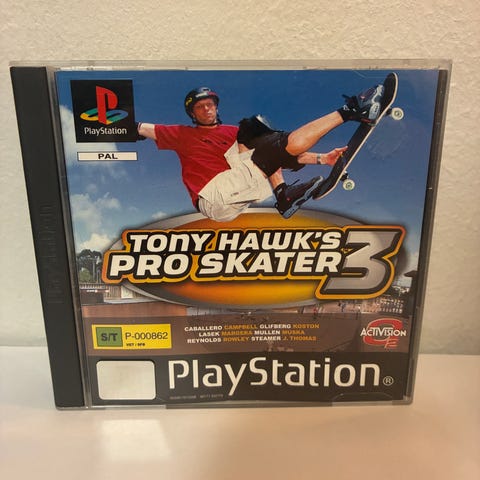 PlayStation
PAL
TONY HAWK'S
PRO SKATER 3
S/T P-000862
CABALLERO CAMPBELL GLIFBERG KOSTON
LASEK MARGERA MULLEN MUSKA
REYNOLDS ROWLEY STEAMER J. THOMAS
ACTIVISION
O2
PlayStation®